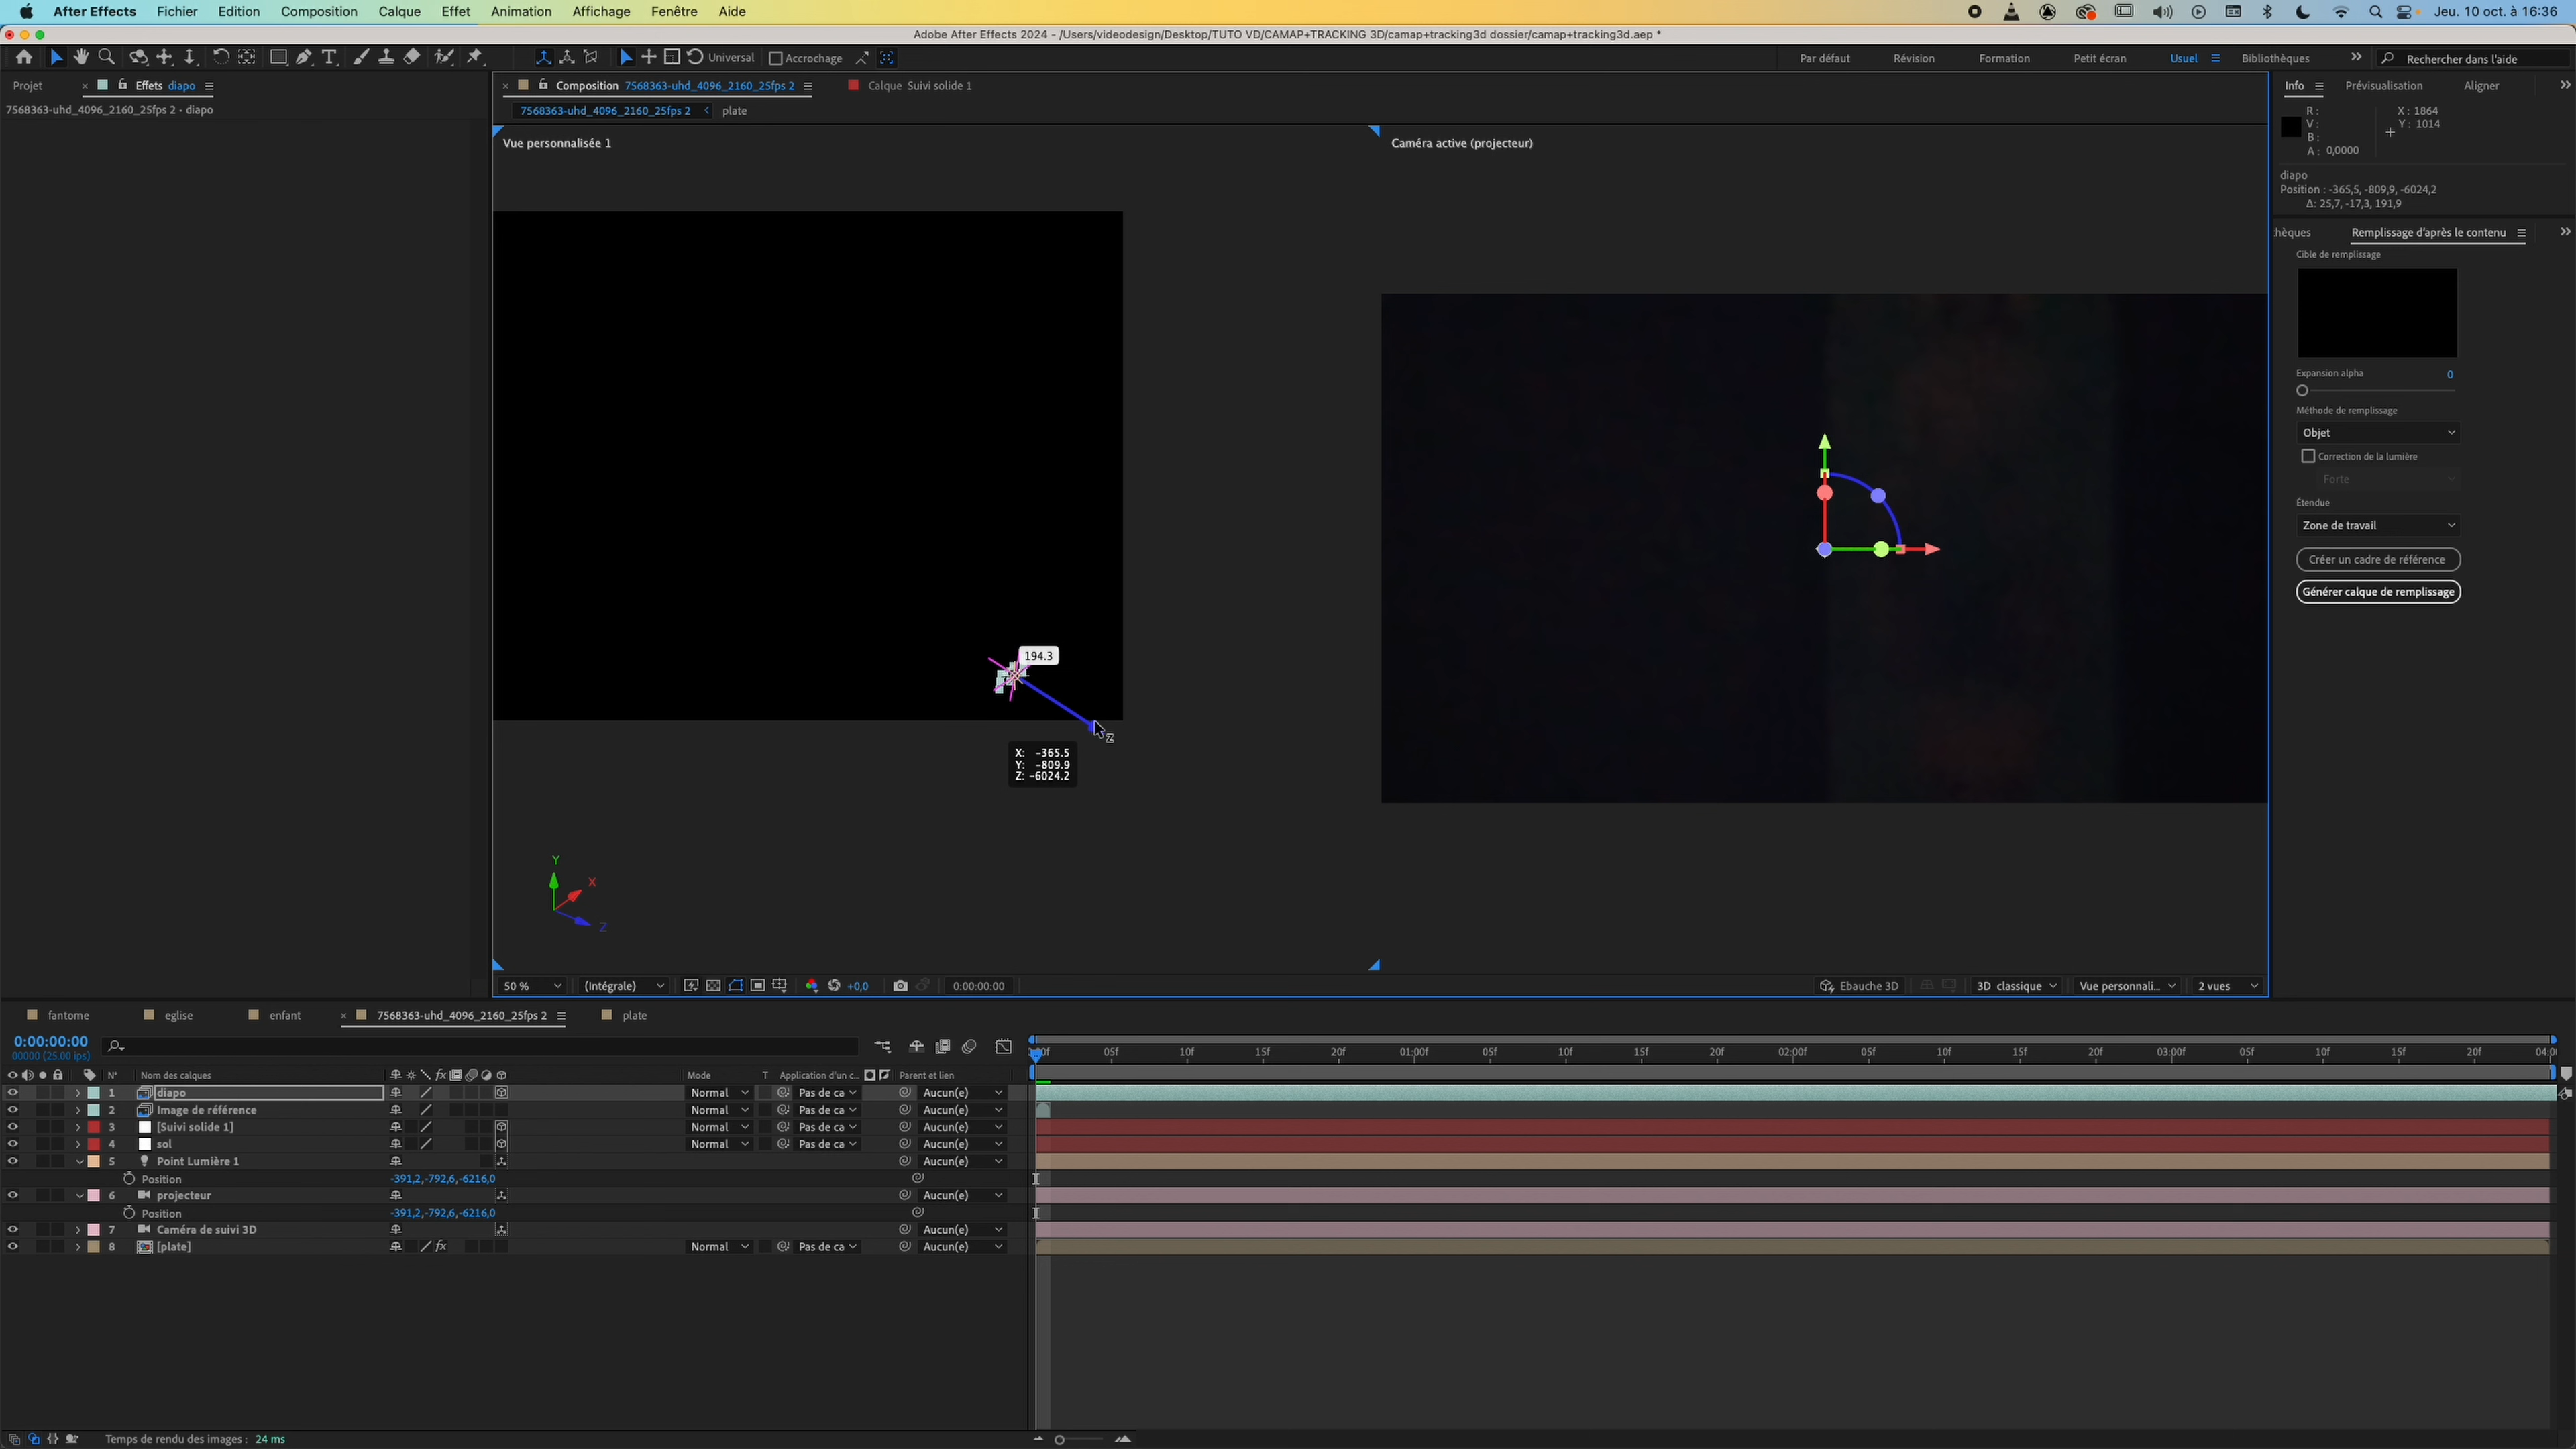 After Effects Fichier Edition Composition Calque Effet Animation Affichage Fenêtre Aide Jeu. 10 oct. à 16:36
Adobe After Effects 2024 - /Users/videodesign/Desktop/TUTO VD/CAMAP+TRACKING 3D/camap+tracking3d dossier/camap+tracking3d.aep *
Universal Accrochage Par défaut Révision Formation Petit écran Usuel Bibliothèques Rechercher dans l'aide
Projet Effets diapo
7568363-uhd_4096_2160_25fps 2 • diapo
Composition 7568363-uhd_4096_2160_25fps 2 Calque Suivi solide 1
7568363-uhd_4096_2160_25fps 2 plate
Vue personnalisée 1
Caméra active (projecteur)
194.3
X: -365.5
Y: -809.9
Z: -6024.2
Z
Y
X
Z
50 % (Intégrale) +0,0 0:00:00:00 Ebauche 3D 3D classique Vue personnali... 2 vues
Info Prévisualisation Aligner
R : X : 1864
V : Y : 1014
B :
A : 0,0000
diapo
Position : -365,5, -809,9, -6024,2
Δ: 25,7, -17,3, 191,9
hèques Remplissage d'après le contenu
Cible de remplissage
Expansion alpha 0
Méthode de remplissage
Objet
Correction de la lumière
Forte
Étendue
Zone de travail
Créer un cadre de référence
Générer calque de remplissage
fantome eglise enfant 7568363-uhd_4096_2160_25fps 2 plate
0:00:00:00
00000 (25.00 ips)
05f 10f 15f 20f 01:00f 05f 10f 15f 20f 02:00f 05f 10f 15f 20f 03:00f 05f 10f 15f 20f 04:0
N° Nom des calques Mode T Application d'un c... Parent et lien
1 diapo Normal Pas de ca Aucun(e)
2 Image de référence Normal Pas de ca Aucun(e)
3 [Suivi solide 1] Normal Pas de ca Aucun(e)
4 sol Normal Pas de ca Aucun(e)
5 Point Lumière 1 Aucun(e)
Position -391,2,-792,6,-6216,0
6 projecteur Aucun(e)
Position -391,2,-792,6,-6216,0
7 Caméra de suivi 3D Aucun(e)
8 [plate] Normal Pas de ca Aucun(e)
Temps de rendu des images : 24 ms